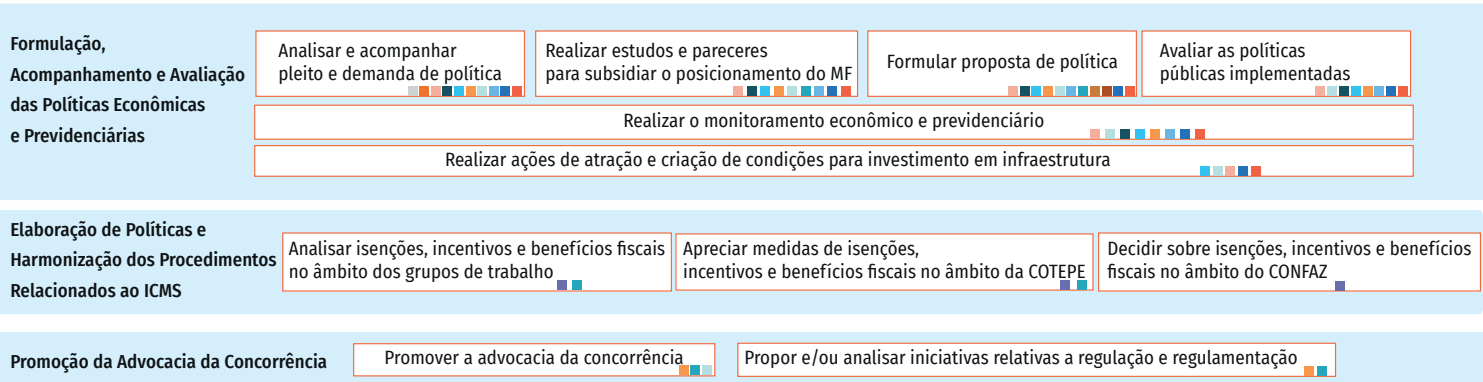 Formulação,
Acompanhamento e Avaliação
das Políticas Econômicas
e Previdenciárias
Analisar e acompanhar
pleito e demanda de política
Realizar estudos e pareceres
para subsidiar o posicionamento do MF
Formular proposta de política
Avaliar as políticas
públicas implementadas
Realizar o monitoramento econômico e previdenciário
Realizar ações de atração e criação de condições para investimento em infraestrutura
Elaboração de Políticas e
Harmonização dos Procedimentos
Relacionados ao ICMS
Analisar isenções, incentivos e benefícios fiscais
no âmbito dos grupos de trabalho
Apreciar medidas de isenções,
incentivos e benefícios fiscais no âmbito da COTEPE
Decidir sobre isenções, incentivos e benefícios
fiscais no âmbito do CONFAZ
Promoção da Advocacia da Concorrência
Promover a advocacia da concorrência
Propor e/ou analisar iniciativas relativas a regulação e regulamentação